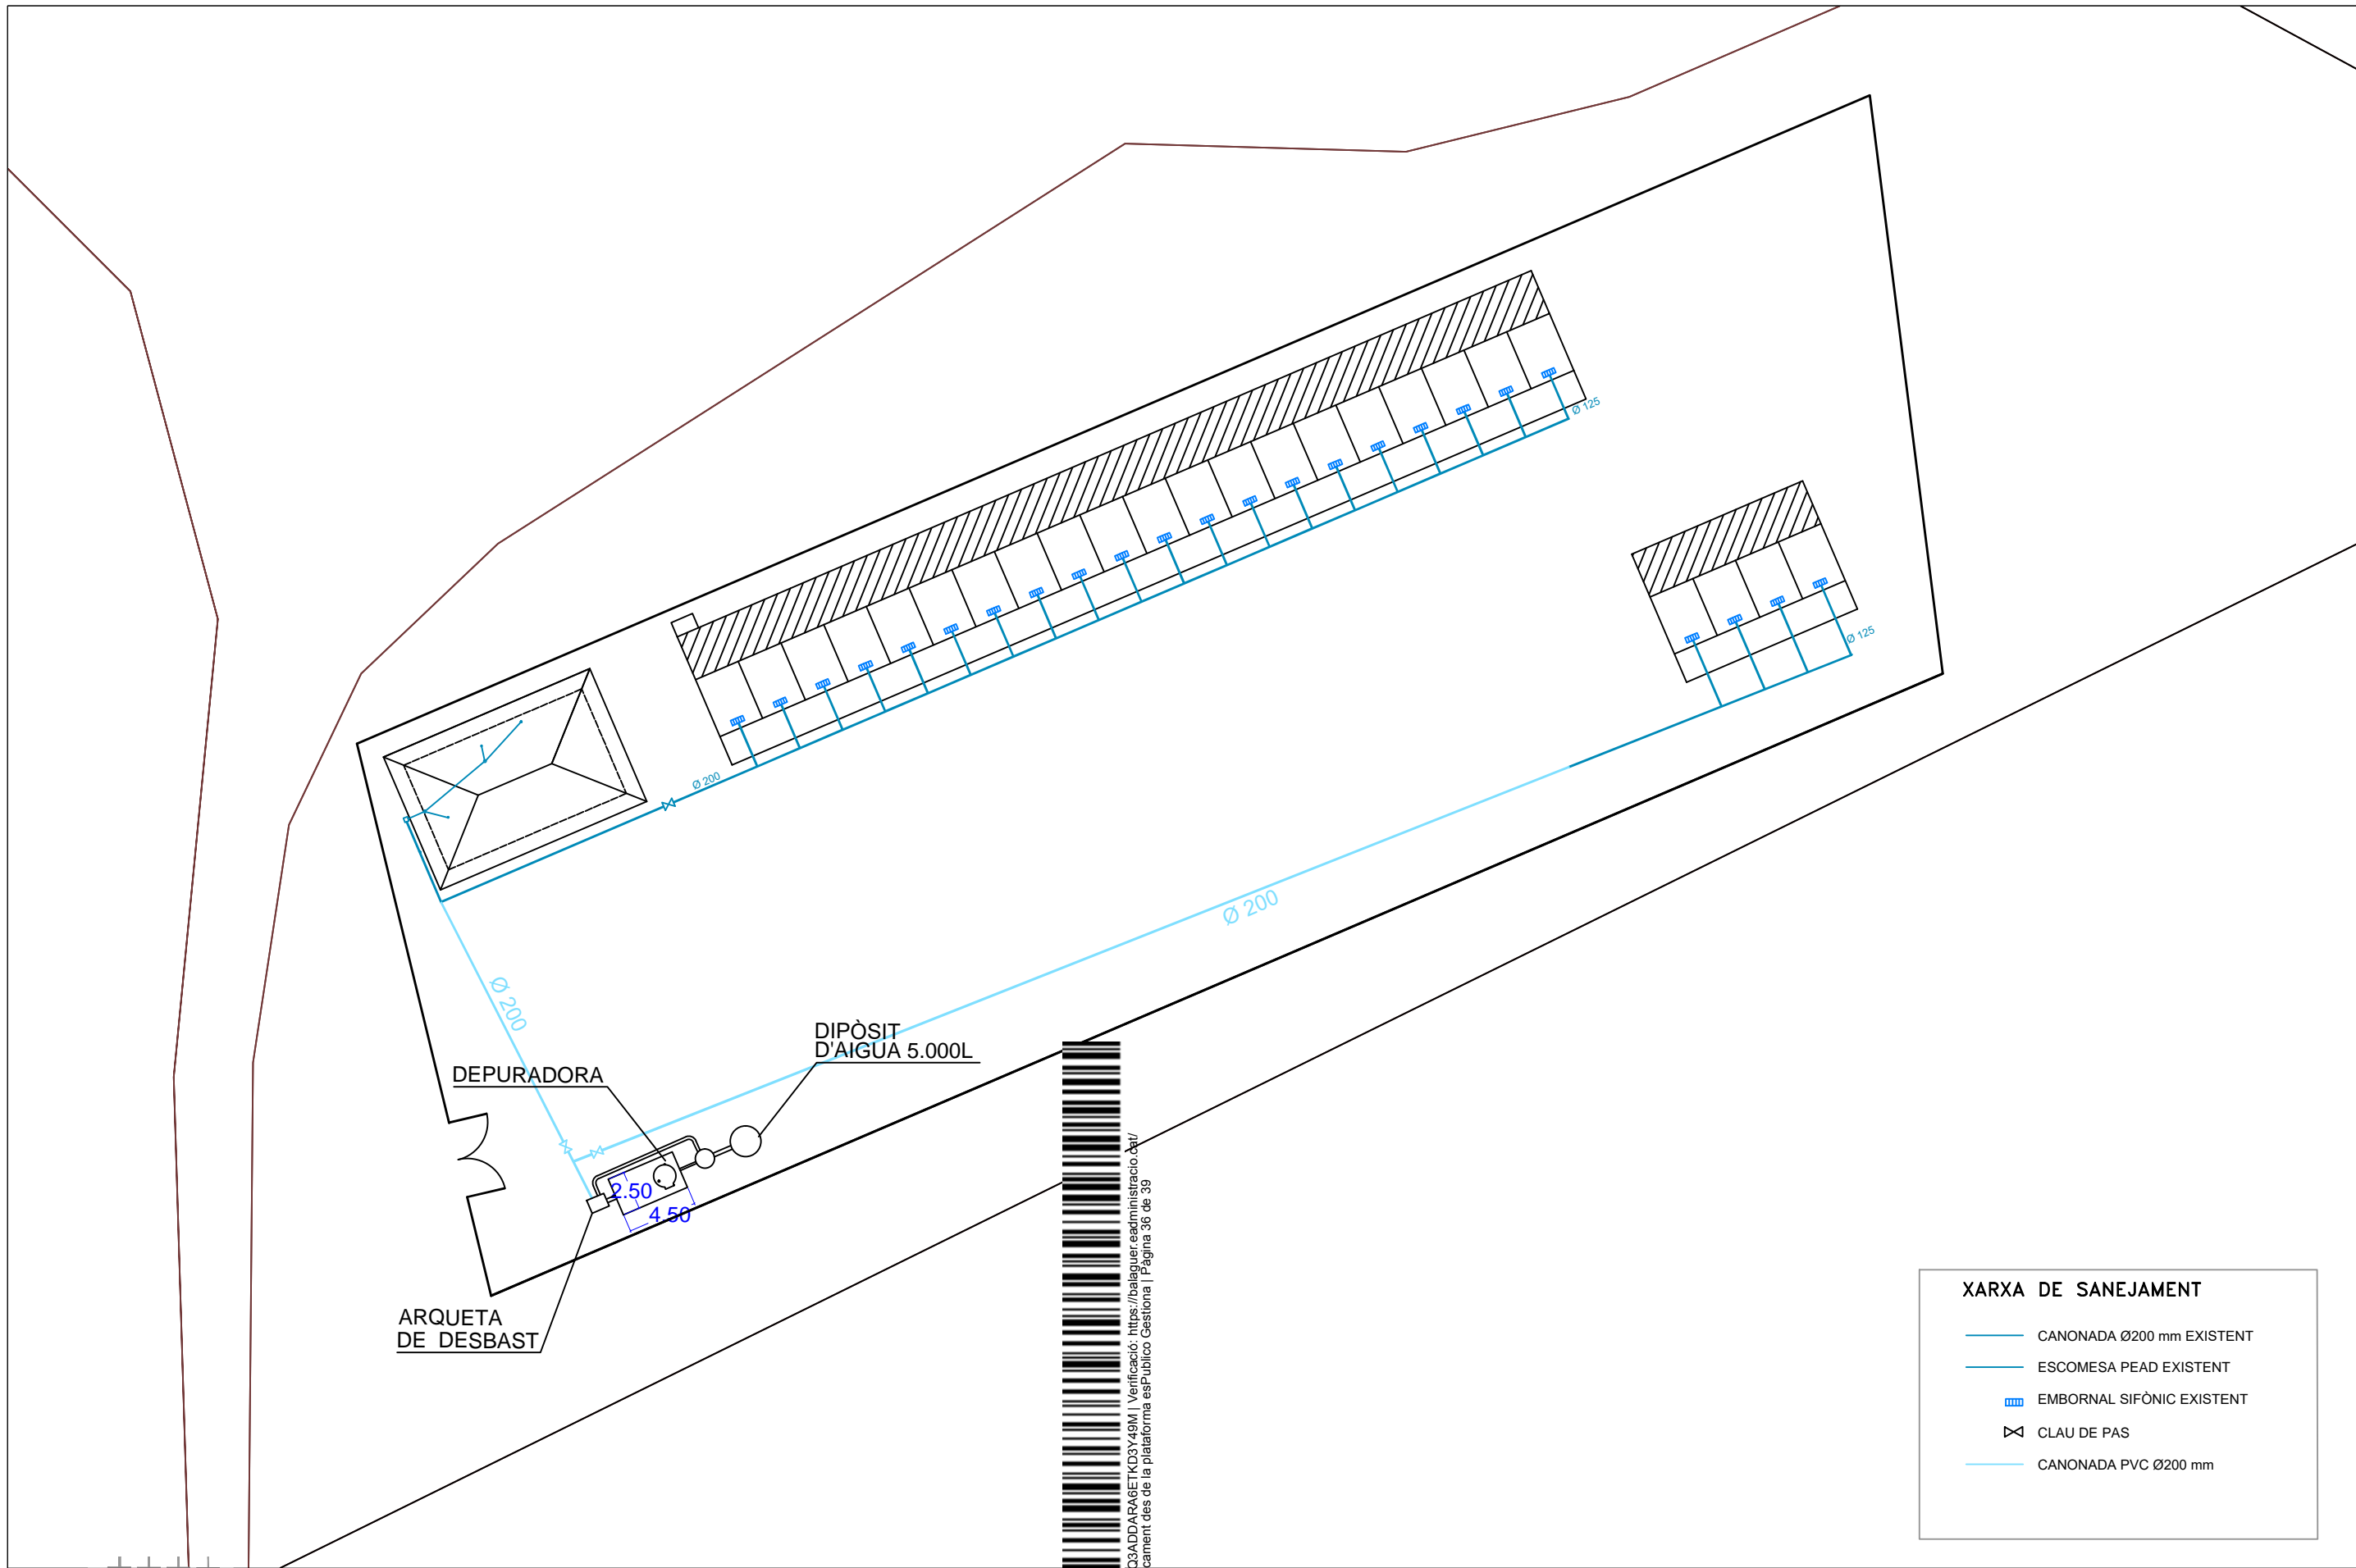 Ø 125
Ø 125
Ø 200
Ø 200
Ø 200
DIPÒSIT
D'AIGUA 5.000L
DEPURADORA
2.50
4.50
ARQUETA
DE DESBAST
Q3ADDARA6ETKD3Y49M | Verificació: https://balaguer.eadministracio.cat/
cament des de la plataforma esPublico Gestiona | Pàgina 36 de 39
XARXA DE SANEJAMENT
CANONADA Ø200 mm EXISTENT
ESCOMESA PEAD EXISTENT
EMBORNAL SIFÒNIC EXISTENT
CLAU DE PAS
CANONADA PVC Ø200 mm